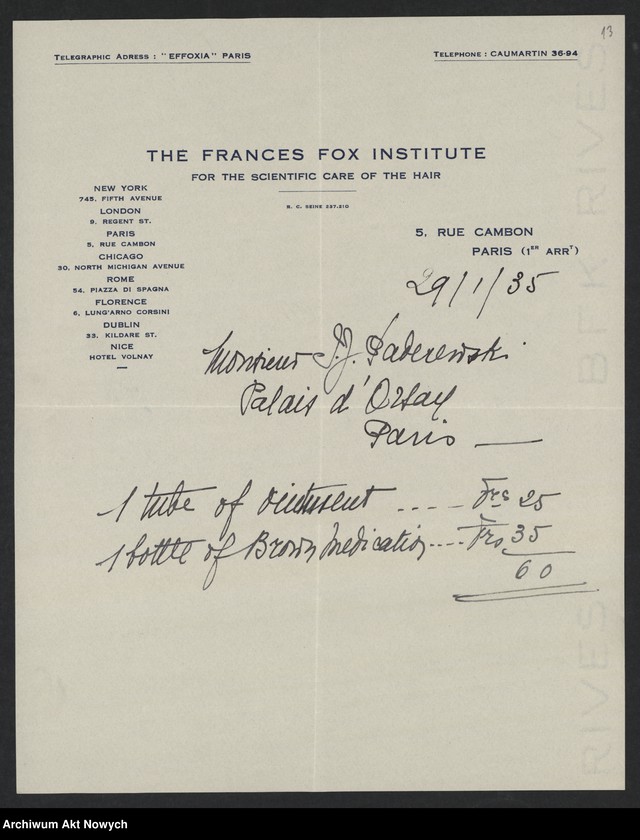 13
TELEGRAPHIC ADRESS : "EFFOXIA" PARIS
TELEPHONE : CAUMARTIN 36-94
THE FRANCES FOX INSTITUTE
FOR THE SCIENTIFIC CARE OF THE HAIR
R. C. SEINE 237.210
NEW YORK
745. FIFTH AVENUE
LONDON
9. REGENT ST.
PARIS
5, RUE CAMBON
CHICAGO
30. NORTH MICHIGAN AVENUE
ROME
54. PIAZZA DI SPAGNA
FLORENCE
6, LUNG'ARNO CORSINI
DUBLIN
33. KILDARE ST.
NICE
HOTEL VOLNAY
5, RUE CAMBON
PARIS (1ER ARRT)
29/1/35
Monsieur J.J. Paderewski
Palais d'Orsay
Paris —
1 tube of ointment .... Frs 25
1 bottle of Brown Medication .... Frs 35
60
BFK RIVES
RIVES
Archiwum Akt Nowych